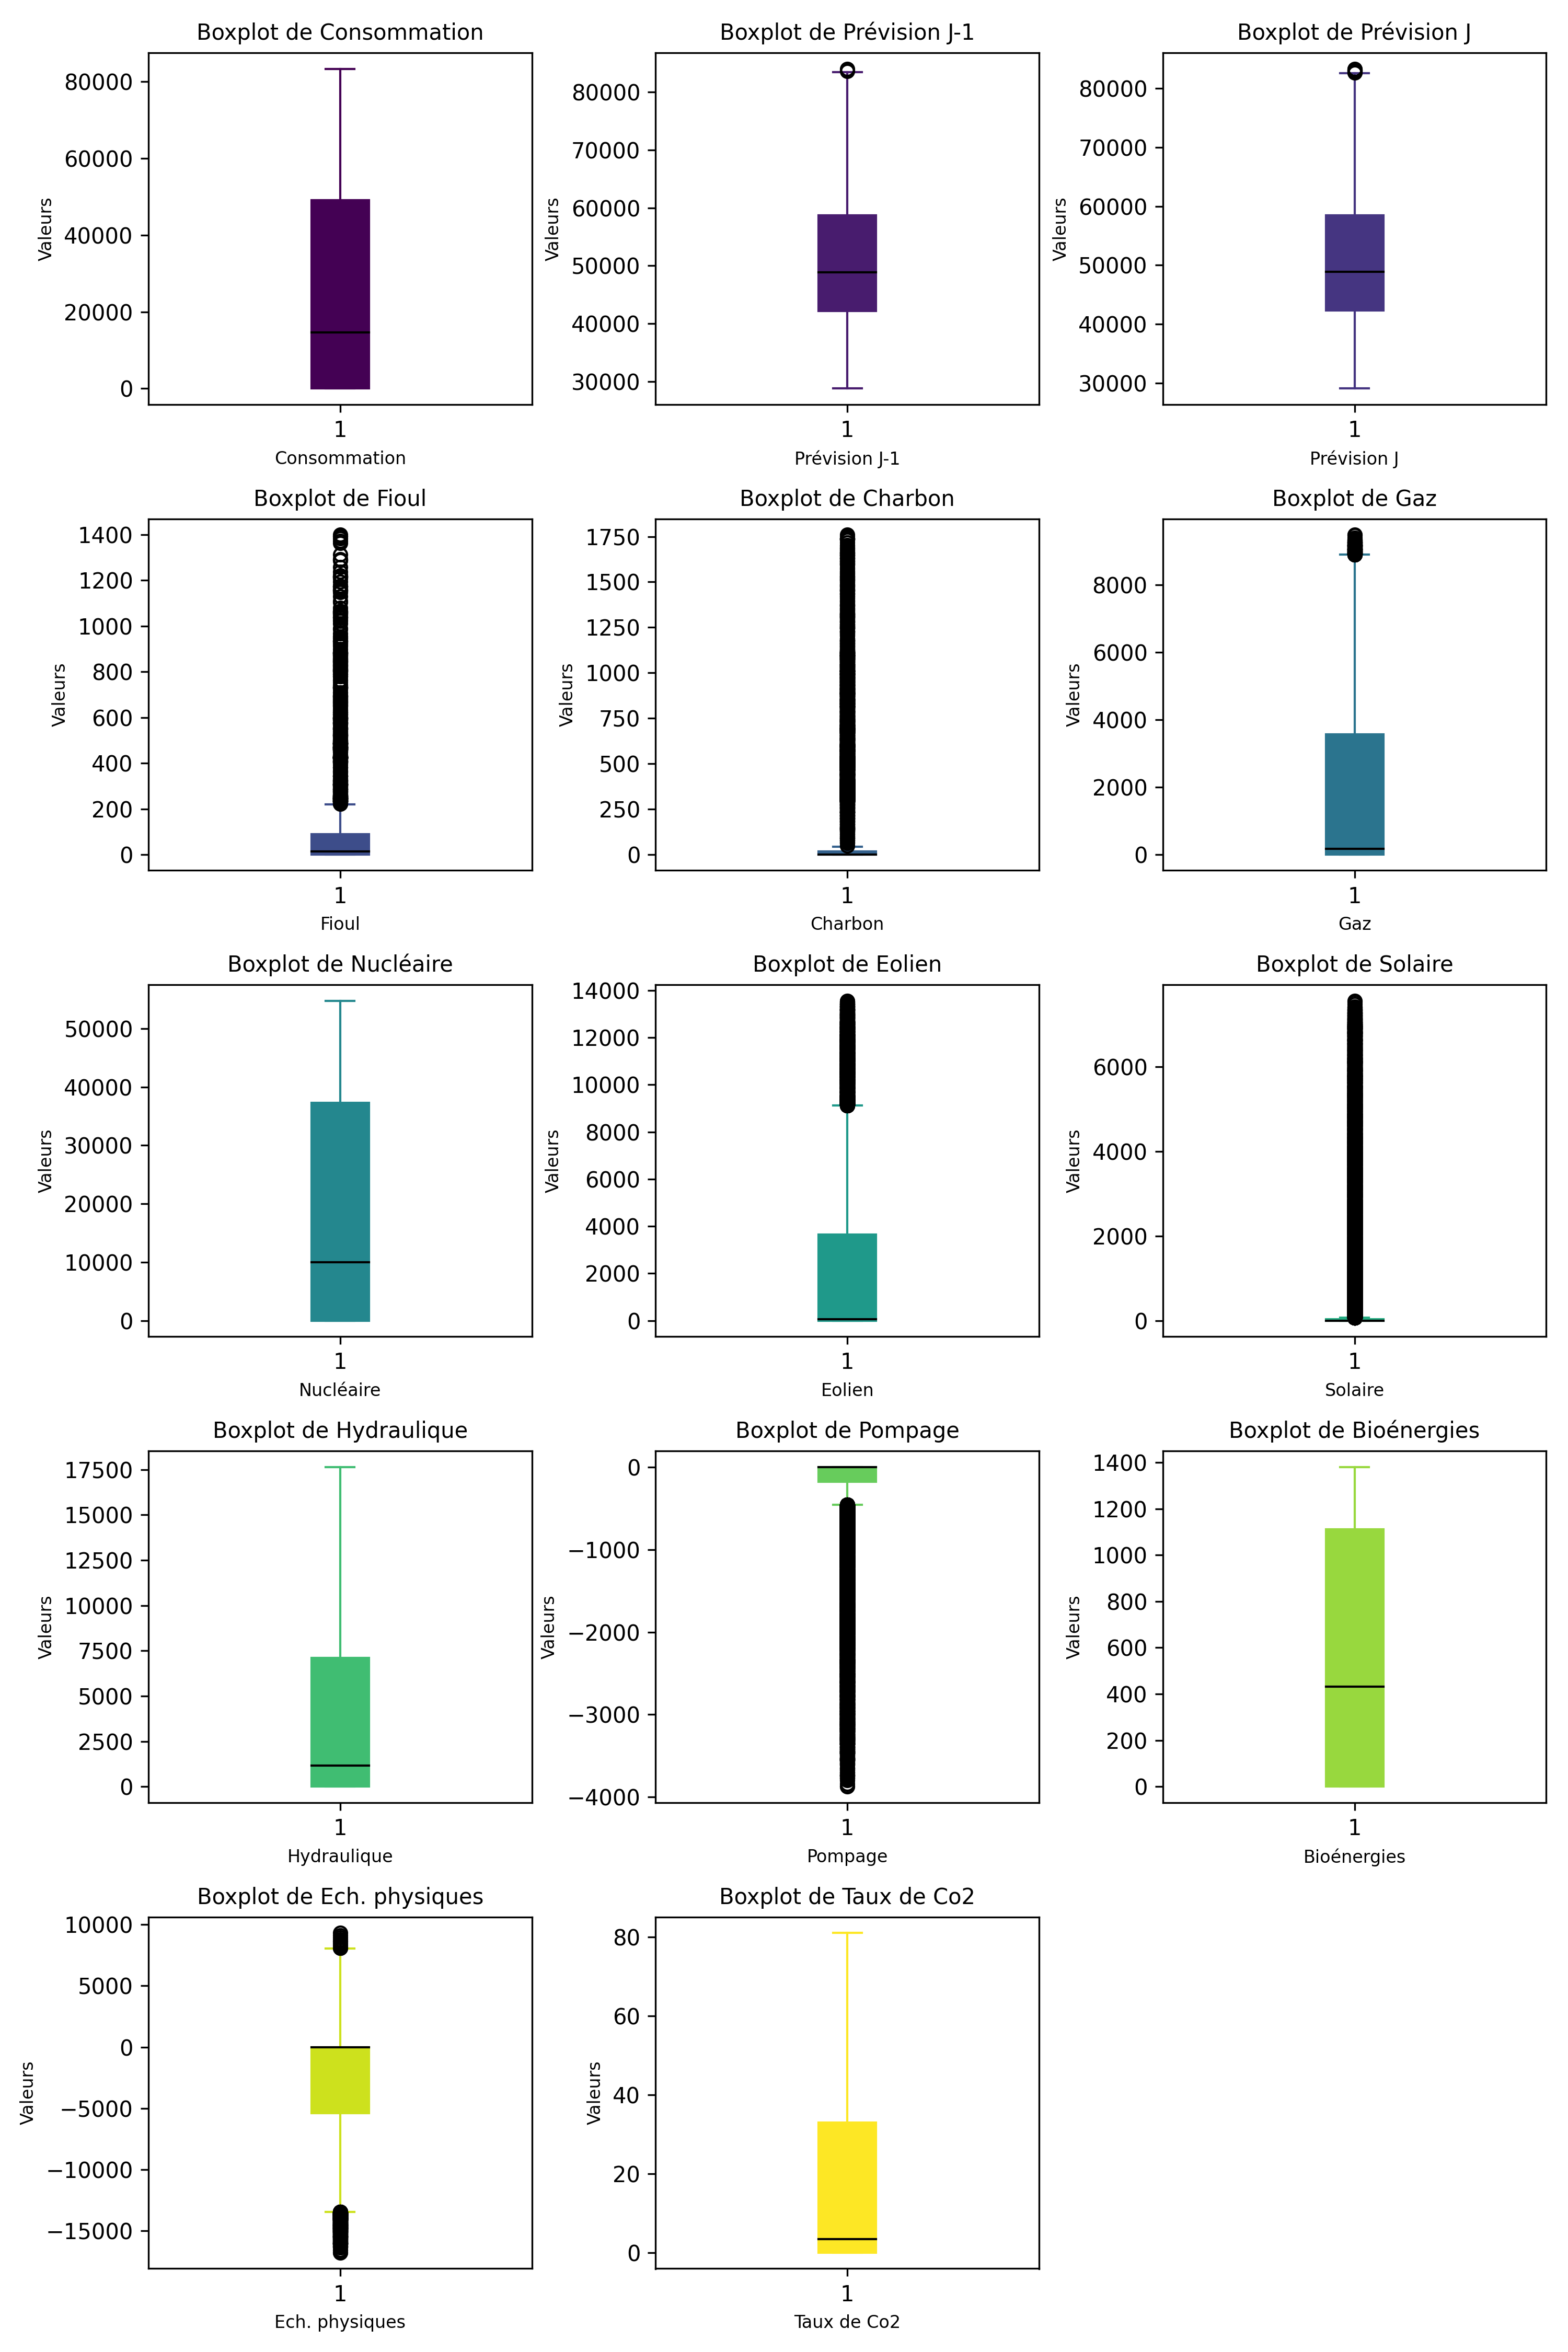 Boxplot de Consommation
80000
60000
40000
20000
0
Valeurs
1
Consommation
Boxplot de Prévision J-1
80000
70000
60000
50000
40000
30000
Valeurs
1
Prévision J-1
Boxplot de Prévision J
80000
70000
60000
50000
40000
30000
Valeurs
1
Prévision J
Boxplot de Fioul
1400
1200
1000
800
600
400
200
0
Valeurs
1
Fioul
Boxplot de Charbon
1750
1500
1250
1000
750
500
250
0
Valeurs
1
Charbon
Boxplot de Gaz
8000
6000
4000
2000
0
Valeurs
1
Gaz
Boxplot de Nucléaire
50000
40000
30000
20000
10000
0
Valeurs
1
Nucléaire
Boxplot de Eolien
14000
12000
10000
8000
6000
4000
2000
0
Valeurs
1
Eolien
Boxplot de Solaire
6000
4000
2000
0
Valeurs
1
Solaire
Boxplot de Hydraulique
17500
15000
12500
10000
7500
5000
2500
0
Valeurs
1
Hydraulique
Boxplot de Pompage
0
−1000
−2000
−3000
−4000
Valeurs
1
Pompage
Boxplot de Bioénergies
1400
1200
1000
800
600
400
200
0
Valeurs
1
Bioénergies
Boxplot de Ech. physiques
10000
5000
0
−5000
−10000
−15000
Valeurs
1
Ech. physiques
Boxplot de Taux de Co2
80
60
40
20
0
Valeurs
1
Taux de Co2